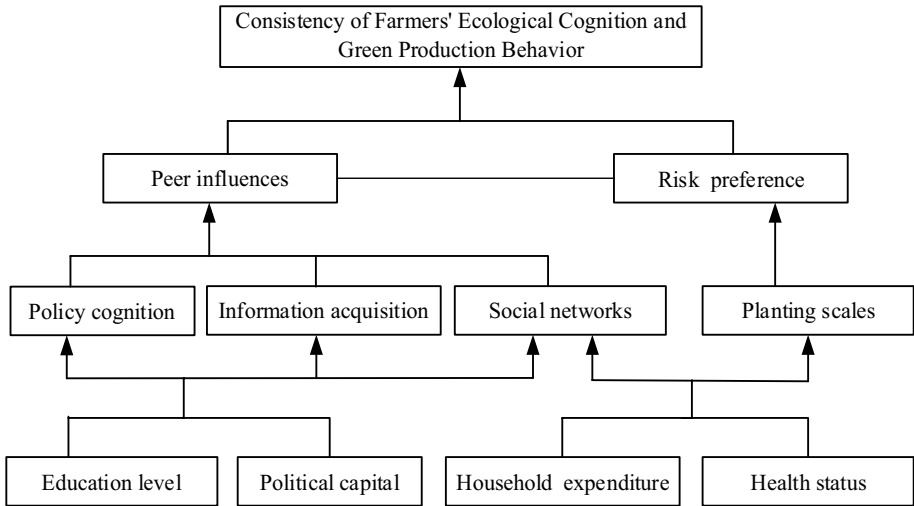 Consistency of Farmers' Ecological Cognition and
Green Production Behavior
Peer influences
Risk preference
Policy cognition
Information acquisition
Social networks
Planting scales
Education level
Political capital
Household expenditure
Health status